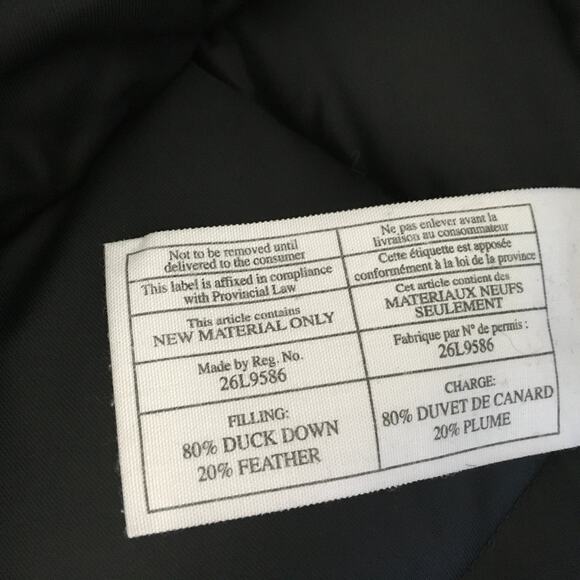 Not to be removed until
delivered to the consumer
This label is affixed in compliance
with Provincial Law
This article contains
NEW MATERIAL ONLY
Made by Reg. No.
26L9586
FILLING:
80% DUCK DOWN
20% FEATHER
Ne pas enlever avant la
livraison au consommateur
Cette étiquette est apposée
conformément à la loi de la province
Cet article contient des
MATERIAUX NEUFS
SEULEMENT
Fabrique par N° de permis :
26L9586
CHARGE:
80% DUVET DE CANARD
20% PLUME